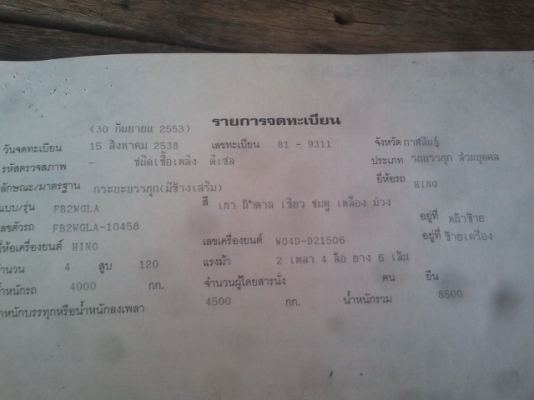 (30 กันยายน 2553) รายการจดทะเบียน
วันจดทะเบียน 15 สิงหาคม 2538 เลขทะเบียน 81 - 9311 จังหวัด กาฬสินธุ์
รหัสตรวจสภาพ - ชนิดเชื้อเพลิง ดีเซล ประเภท รถบรรทุก ส่วนบุคคล
ลักษณะ/มาตรฐาน กระบะบรรทุก(มีข้างเสริม) ยี่ห้อรถ HINO
แบบ/รุ่น FB2WGLA สี เทา น้ำตาล เขียว ชมพู เหลือง ม่วง
เลขตัวรถ FB2WGLA-10458 อยู่ที่ หน้าซ้าย
ยี่ห้อเครื่องยนต์ HINO เลขเครื่องยนต์ W04D-D21506 อยู่ที่ ซ้ายเครื่อง
จำนวน 4 สูบ 120 แรงม้า 2 เพลา 4 ล้อ ยาง 6 เส้น
น้ำหนักรถ 4000 กก. จำนวนผู้โดยสารนั่ง คน ยืน
น้ำหนักบรรทุกหรือน้ำหนักลงเพลา 4500 กก. น้ำหนักรวม 8500